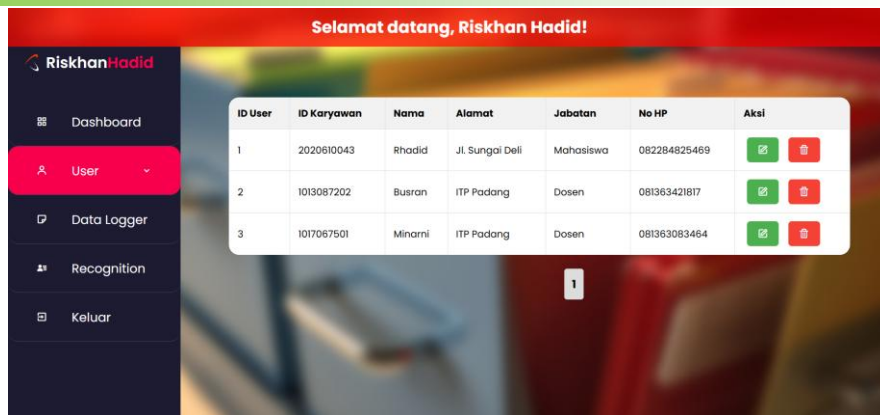 Selamat datang, Riskhan Hadid!
RiskhanHadid
Dashboard
User
Data Logger
Recognition
Keluar
ID User ID Karyawan Nama Alamat Jabatan No HP Aksi
1 2020610043 Rhadid Jl. Sungai Deli Mahasiswa 082284825469
2 1013087202 Busran ITP Padang Dosen 081363421817
3 1017067501 Minarni ITP Padang Dosen 081363083464
1